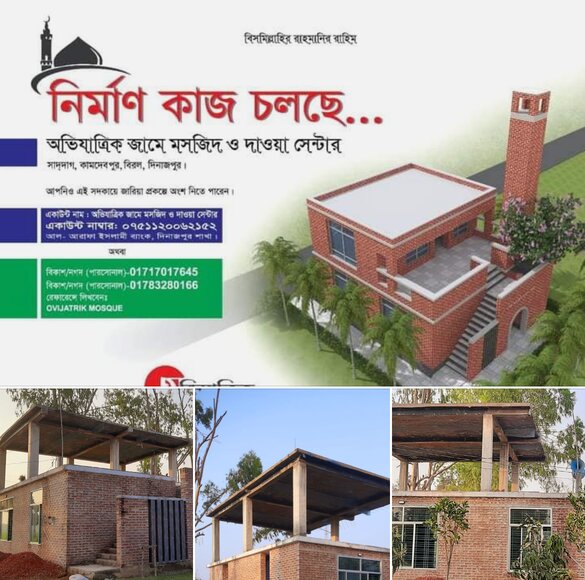 বিসমিল্লাহির রাহমানির রাহিম
নির্মাণ কাজ চলছে...
অভিযাত্রিক জামে মসজিদ ও দাওয়া সেন্টার
সাদ্দাগ, কামদেবপুর, বিরল, দিনাজপুর।
আপনিও এই সদকায়ে জারিয়া প্রকল্পে অংশ নিতে পারেন।
একাউন্ট নাম : অভিযাত্রিক জামে মসজিদ ও দাওয়া সেন্টার
একাউন্ট নাম্বার: ০৭৫১১২০০৬২১৫২
আল- আরাফা ইসলামী ব্যাংক, দিনাজপুর শাখা।
অথবা
বিকাশ/নগদ (পারসোনাল)-01717017645
বিকাশ/নগদ (পারসোনাল)-01783280166
রেফারেন্সে লিখবেনঃ
OVIJATRIK MOSQUE